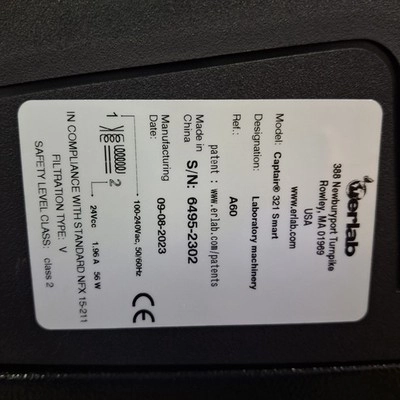 erlab
388 Newburyport Turnpike
Rowley, MA 01969
USA
www.erlab.com
Model: Captair® 321 Smart
Designation: Laboratory machinery
Ref.: A60
patent: www.erlab.com/patents
Made in
China
S/N: 6495-2302
Manufacturing
Date: 09-08-2023
100-240Vac, 50/60Hz
1 2
24Vcc 1,96 A 56 W
CE
IN COMPLIANCE WITH STANDARD NFX 15-211
FILTRATION TYPE: V
SAFETY LEVEL CLASS: class 2